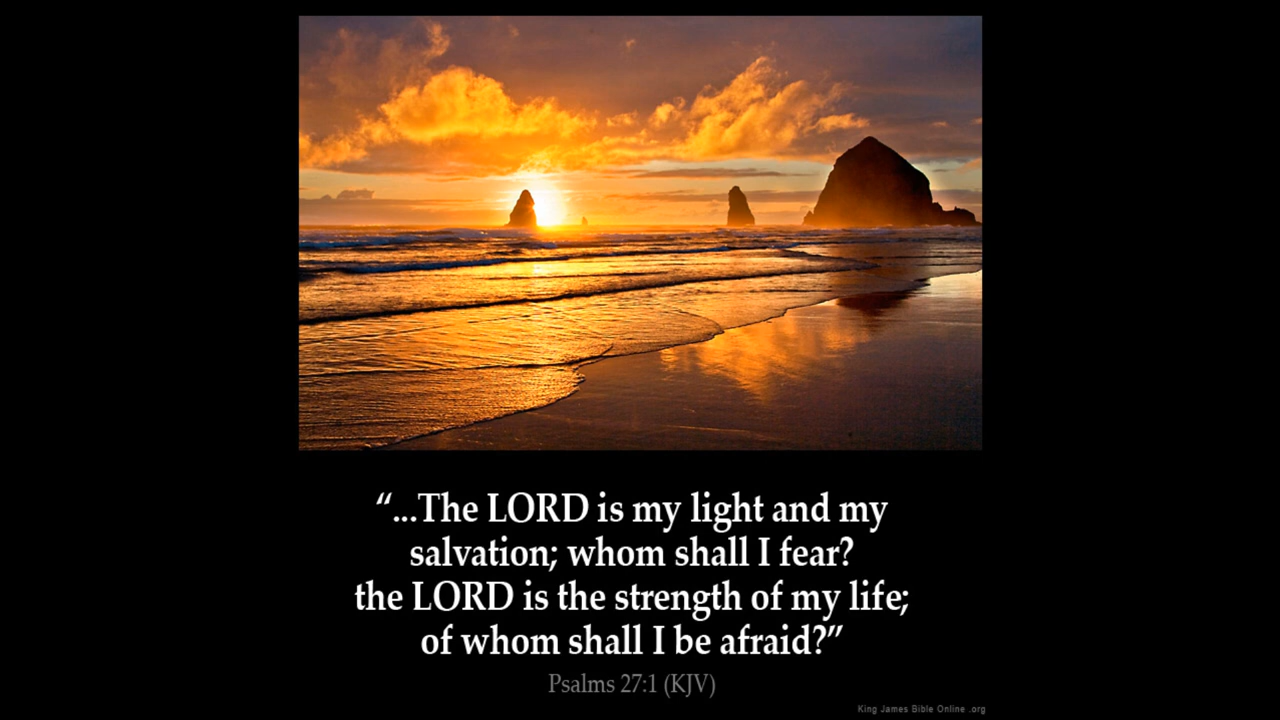 “...The LORD is my light and my
salvation; whom shall I fear?
the LORD is the strength of my life;
of whom shall I be afraid?”
Psalms 27:1 (KJV)
King James Bible Online .org